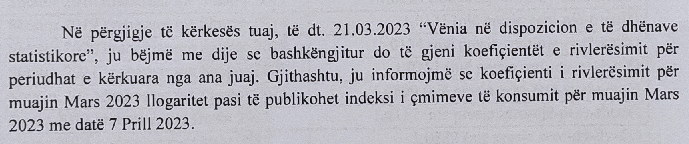 Në përgjigje të kërkesës tuaj, të dt. 21.03.2023 “Vënia në dispozicion e të dhënave
statistikore”, ju bëjmë me dije se bashkëngjitur do të gjeni koefiçientët e rivlerësimit për
periudhat e kërkuara nga ana juaj. Gjithashtu, ju informojmë se koefiçienti i rivlerësimit për
muajin Mars 2023 llogaritet pasi të publikohet indeksi i çmimeve të konsumit për muajin Mars
2023 me datë 7 Prill 2023.